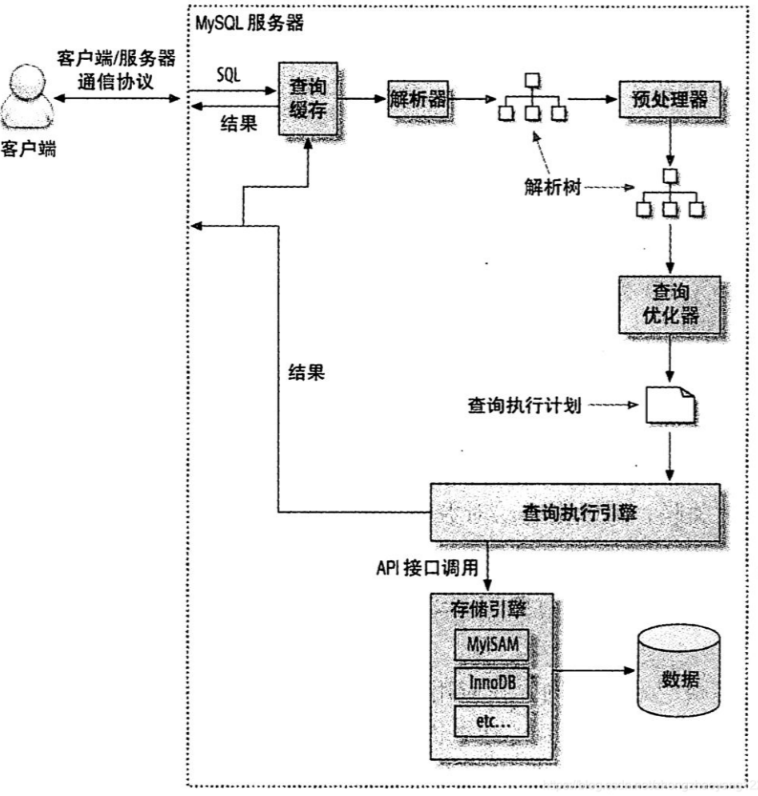 MySQL 服务器
客户端/服务器
通信协议
客户端
SQL
结果
查询
缓存
解析器
预处理器
解析树
查询
优化器
结果
查询执行计划
查询执行引擎
API 接口调用
存储引擎
MyISAM
InnoDB
etc...
数据